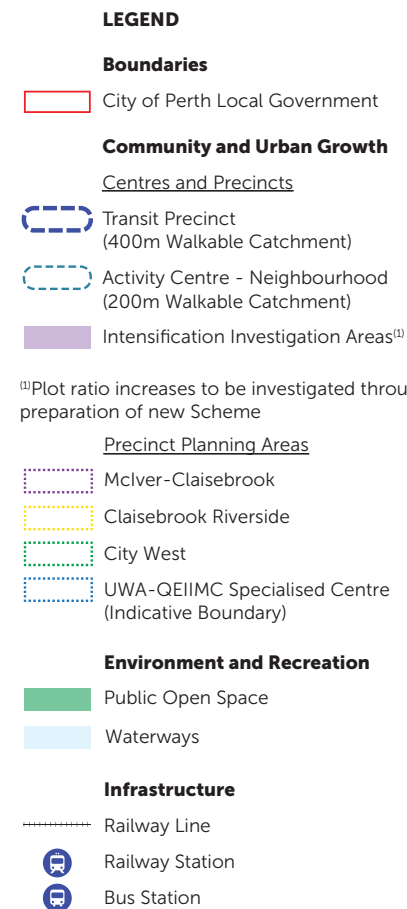 LEGEND
Boundaries
City of Perth Local Government
Community and Urban Growth
Centres and Precincts
Transit Precinct
(400m Walkable Catchment)
Activity Centre - Neighbourhood
(200m Walkable Catchment)
Intensification Investigation Areas⁽¹⁾
⁽¹⁾Plot ratio increases to be investigated throu
preparation of new Scheme
Precinct Planning Areas
McIver-Claisebrook
Claisebrook Riverside
City West
UWA-QEIIMC Specialised Centre
(Indicative Boundary)
Environment and Recreation
Public Open Space
Waterways
Infrastructure
Railway Line
Railway Station
Bus Station